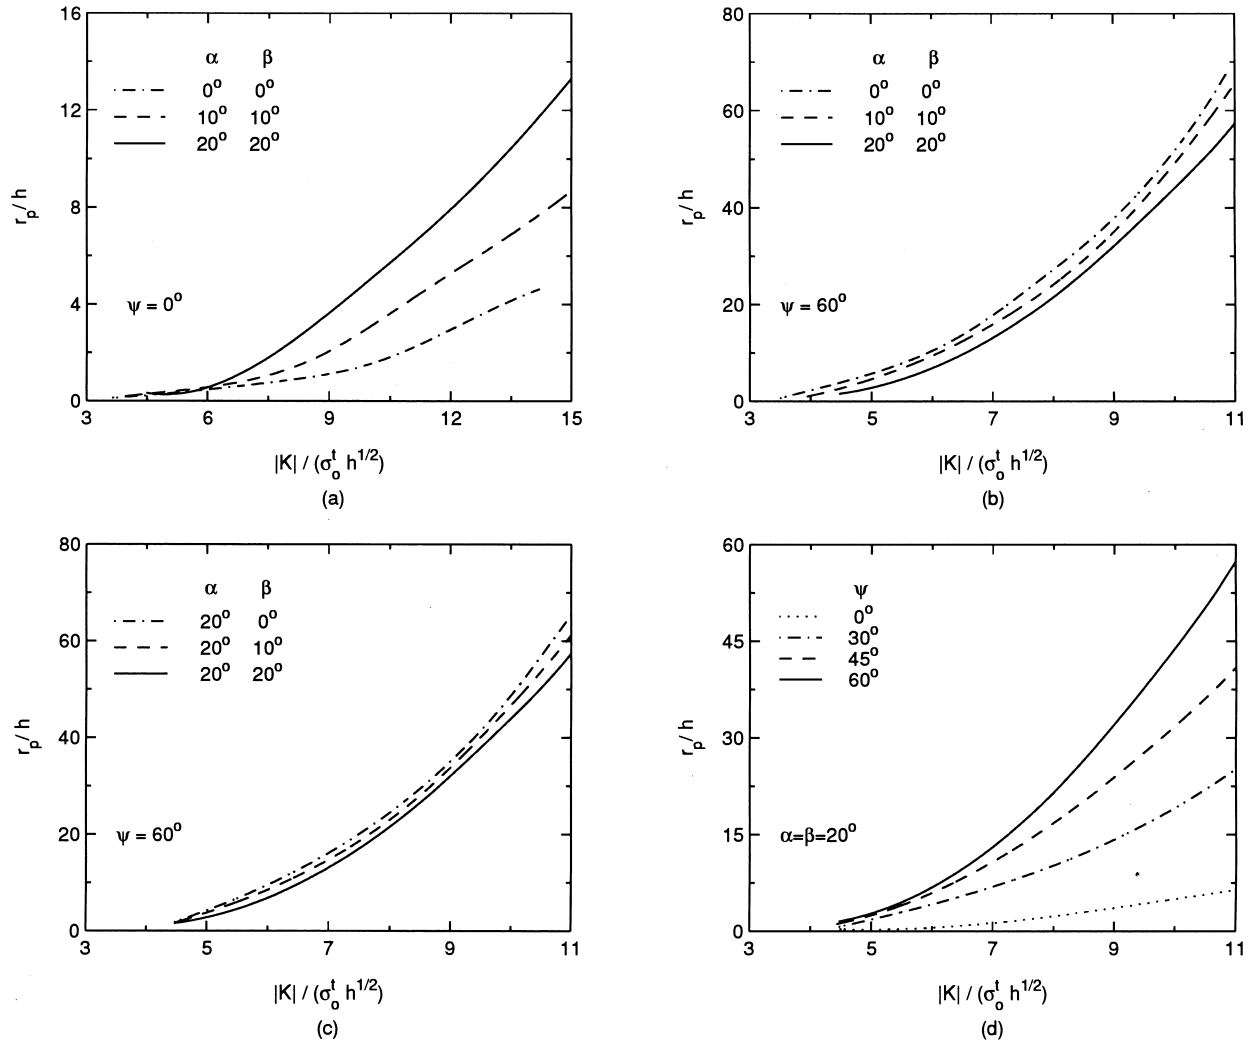 16
12
8
4
0
r_p / h
α β
0° 0°
10° 10°
20° 20°
ψ = 0°
3 6 9 12 15
|K| / (σ_o^t h^{1/2})
(a)
80
60
40
20
0
r_p / h
α β
0° 0°
10° 10°
20° 20°
ψ = 60°
3 5 7 9 11
|K| / (σ_o^t h^{1/2})
(b)
80
60
40
20
0
r_p / h
α β
20° 0°
20° 10°
20° 20°
ψ = 60°
3 5 7 9 11
|K| / (σ_o^t h^{1/2})
(c)
60
45
30
15
0
r_p / h
ψ
0°
30°
45°
60°
α=β=20°
3 5 7 9 11
|K| / (σ_o^t h^{1/2})
(d)